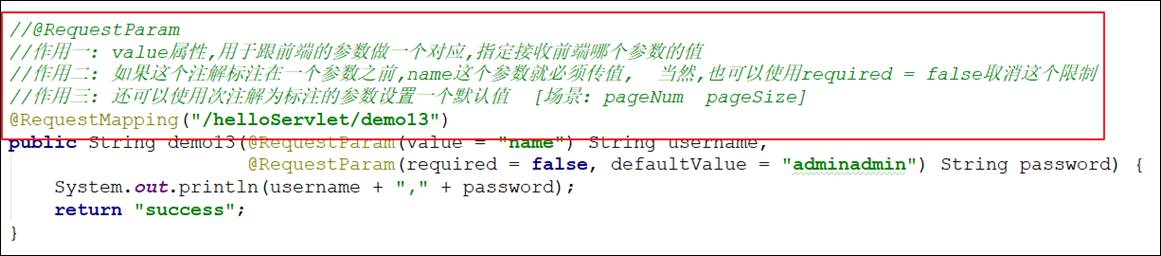 //@RequestParam
//作用一: value属性,用于跟前端的参数做一个对应,指定接收前端哪个参数的值
//作用二: 如果这个注解标注在一个参数之前,name这个参数就必须传值,  当然,也可以使用required = false取消这个限制
//作用三: 还可以使用次注解为标注的参数设置一个默认值  [场景: pageNum  pageSize]
@RequestMapping("/helloServlet/demo13")
public String demo13(@RequestParam(value = "name") String username,
                     @RequestParam(required = false, defaultValue = "adminadmin") String password) {
    System.out.println(username + "," + password);
    return "success";
}